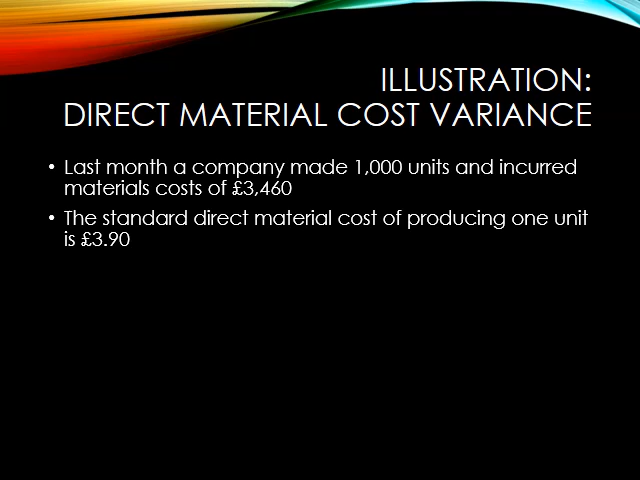 ILLUSTRATION:
DIRECT MATERIAL COST VARIANCE
• Last month a company made 1,000 units and incurred
materials costs of £3,460
• The standard direct material cost of producing one unit
is £3.90